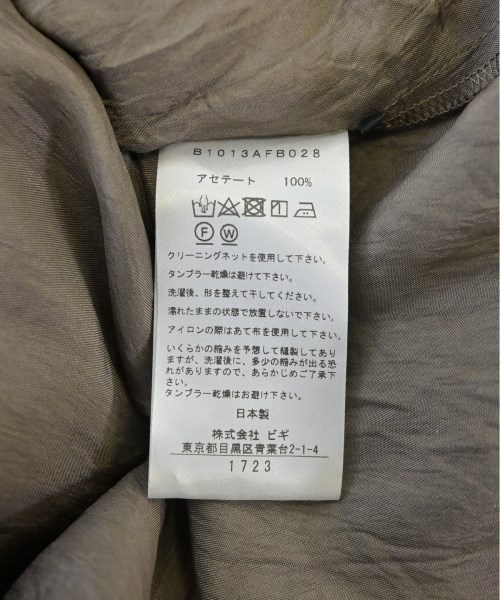 B1013AFB028
アセテート 100%
F W
クリーニングネットを使用して下さい。
タンブラー乾燥は避けて下さい。
洗濯後、形を整えて干してください。
濡れたままの状態で放置しないで下さい。
アイロンの際はあて布を使用して下さい。
いくらかの縮みを予想して縫製してあり
ますが、洗濯後に、多少の縮みが出る恐
れがありますので、あらかじめご了承下
さい。
タンブラー乾燥はお避け下さい。
日本製
株式会社 ビギ
東京都目黒区青葉台2-1-4
1723